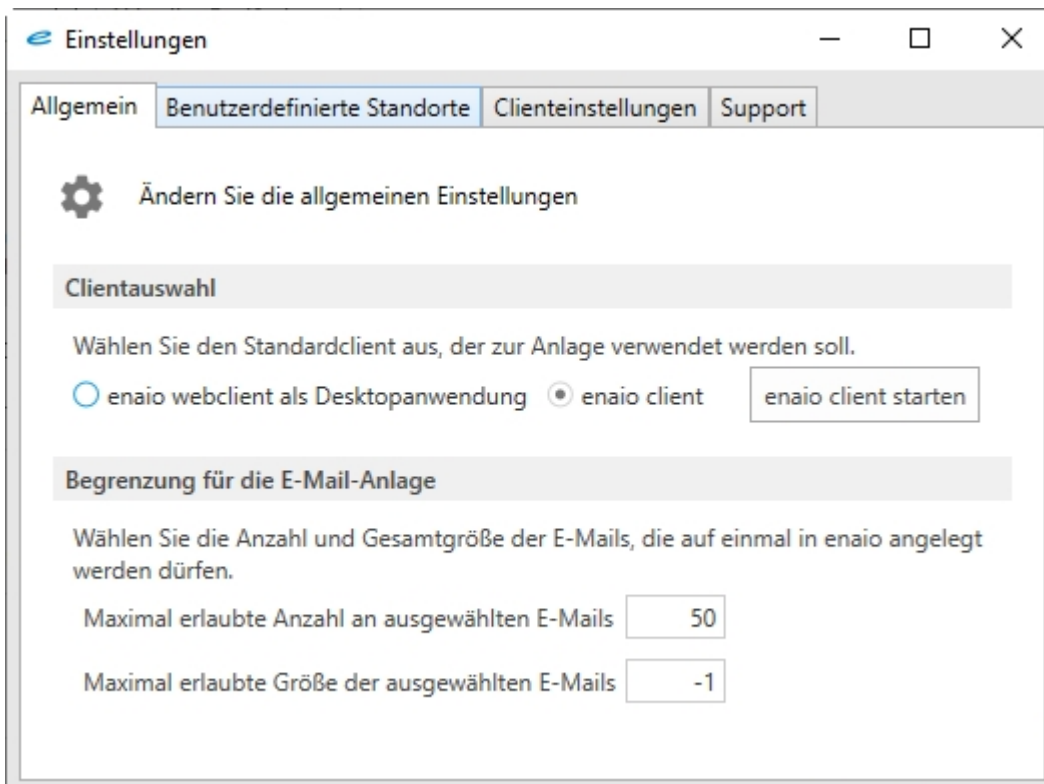 Einstellungen
Allgemein Benutzerdefinierte Standorte Clienteinstellungen Support
Ändern Sie die allgemeinen Einstellungen
Clientauswahl
Wählen Sie den Standardclient aus, der zur Anlage verwendet werden soll.
enaio webclient als Desktopanwendung enaio client enaio client starten
Begrenzung für die E-Mail-Anlage
Wählen Sie die Anzahl und Gesamtgröße der E-Mails, die auf einmal in enaio angelegt
werden dürfen.
Maximal erlaubte Anzahl an ausgewählten E-Mails 50
Maximal erlaubte Größe der ausgewählten E-Mails -1